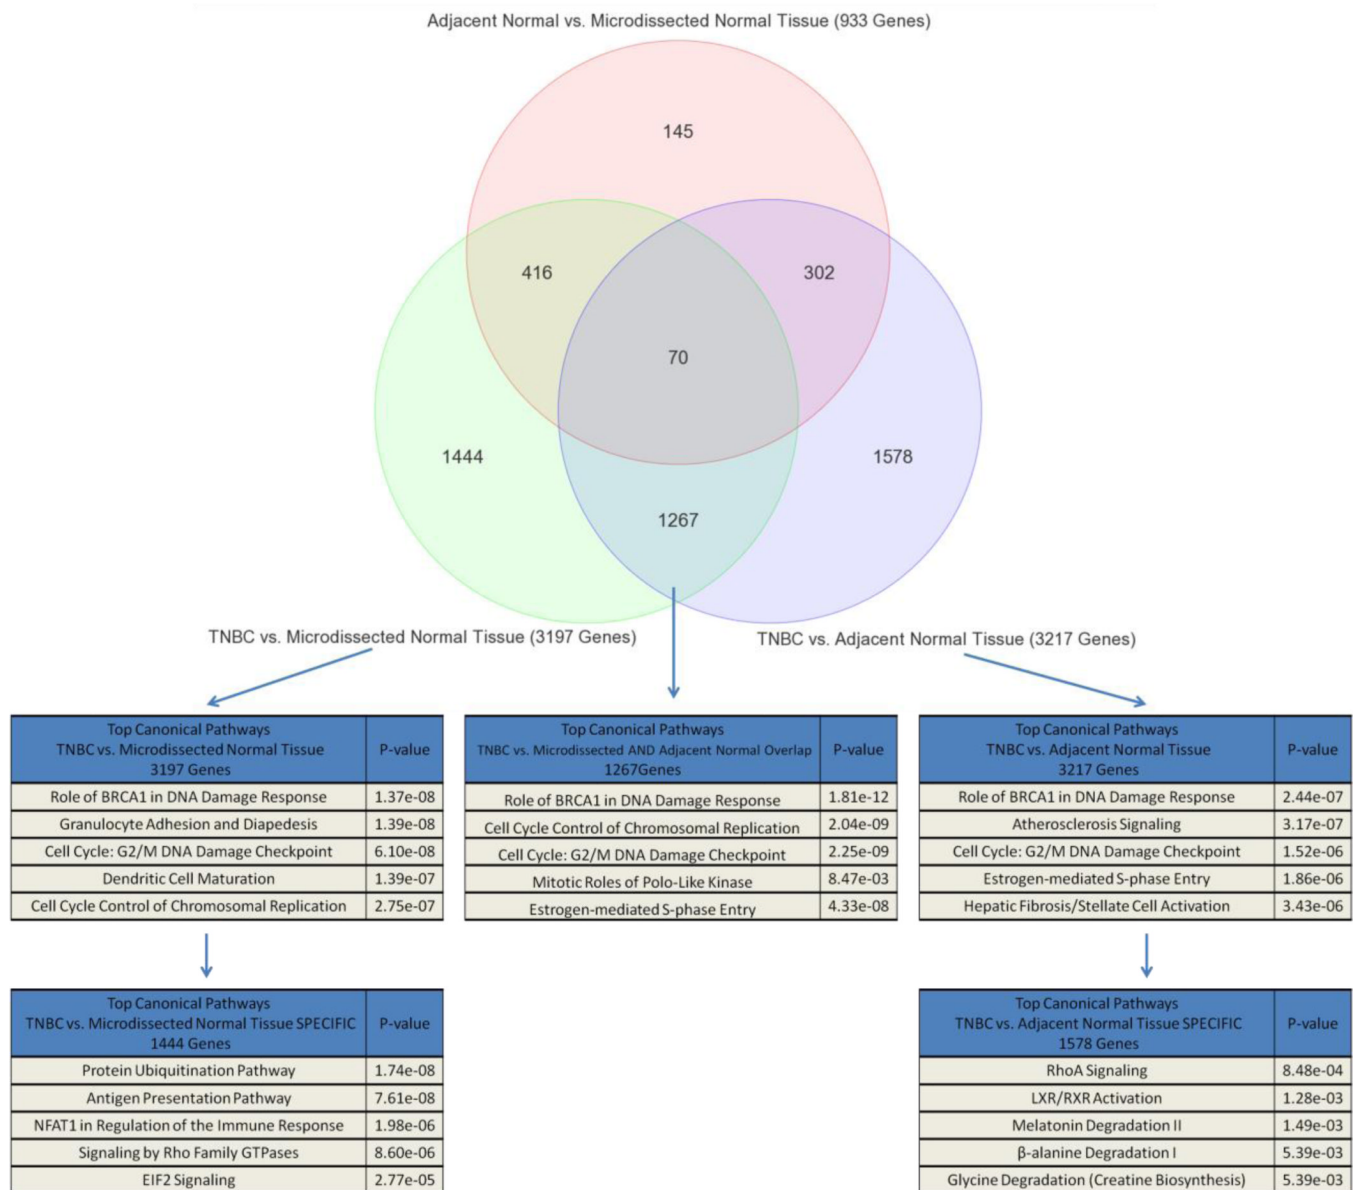 Adjacent Normal vs. Microdissected Normal Tissue (933 Genes)
145
416
302
70
1444
1578
1267
TNBC vs. Microdissected Normal Tissue (3197 Genes)
TNBC vs. Adjacent Normal Tissue (3217 Genes)
Top Canonical Pathways
TNBC vs. Microdissected Normal Tissue
3197 Genes
P-value
Role of BRCA1 in DNA Damage Response 1.37e-08
Granulocyte Adhesion and Diapedesis 1.39e-08
Cell Cycle: G2/M DNA Damage Checkpoint 6.10e-08
Dendritic Cell Maturation 1.39e-07
Cell Cycle Control of Chromosomal Replication 2.75e-07
Top Canonical Pathways
TNBC vs. Microdissected AND Adjacent Normal Overlap
1267Genes
P-value
Role of BRCA1 in DNA Damage Response 1.81e-12
Cell Cycle Control of Chromosomal Replication 2.04e-09
Cell Cycle: G2/M DNA Damage Checkpoint 2.25e-09
Mitotic Roles of Polo-Like Kinase 8.47e-03
Estrogen-mediated S-phase Entry 4.33e-08
Top Canonical Pathways
TNBC vs. Adjacent Normal Tissue
3217 Genes
P-value
Role of BRCA1 in DNA Damage Response 2.44e-07
Atherosclerosis Signaling 3.17e-07
Cell Cycle: G2/M DNA Damage Checkpoint 1.52e-06
Estrogen-mediated S-phase Entry 1.86e-06
Hepatic Fibrosis/Stellate Cell Activation 3.43e-06
Top Canonical Pathways
TNBC vs. Microdissected Normal Tissue SPECIFIC
1444 Genes
P-value
Protein Ubiquitination Pathway 1.74e-08
Antigen Presentation Pathway 7.61e-08
NFAT1 in Regulation of the Immune Response 1.98e-06
Signaling by Rho Family GTPases 8.60e-06
EIF2 Signaling 2.77e-05
Top Canonical Pathways
TNBC vs. Adjacent Normal Tissue SPECIFIC
1578 Genes
P-value
RhoA Signaling 8.48e-04
LXR/RXR Activation 1.28e-03
Melatonin Degradation II 1.49e-03
β-alanine Degradation I 5.39e-03
Glycine Degradation (Creatine Biosynthesis) 5.39e-03